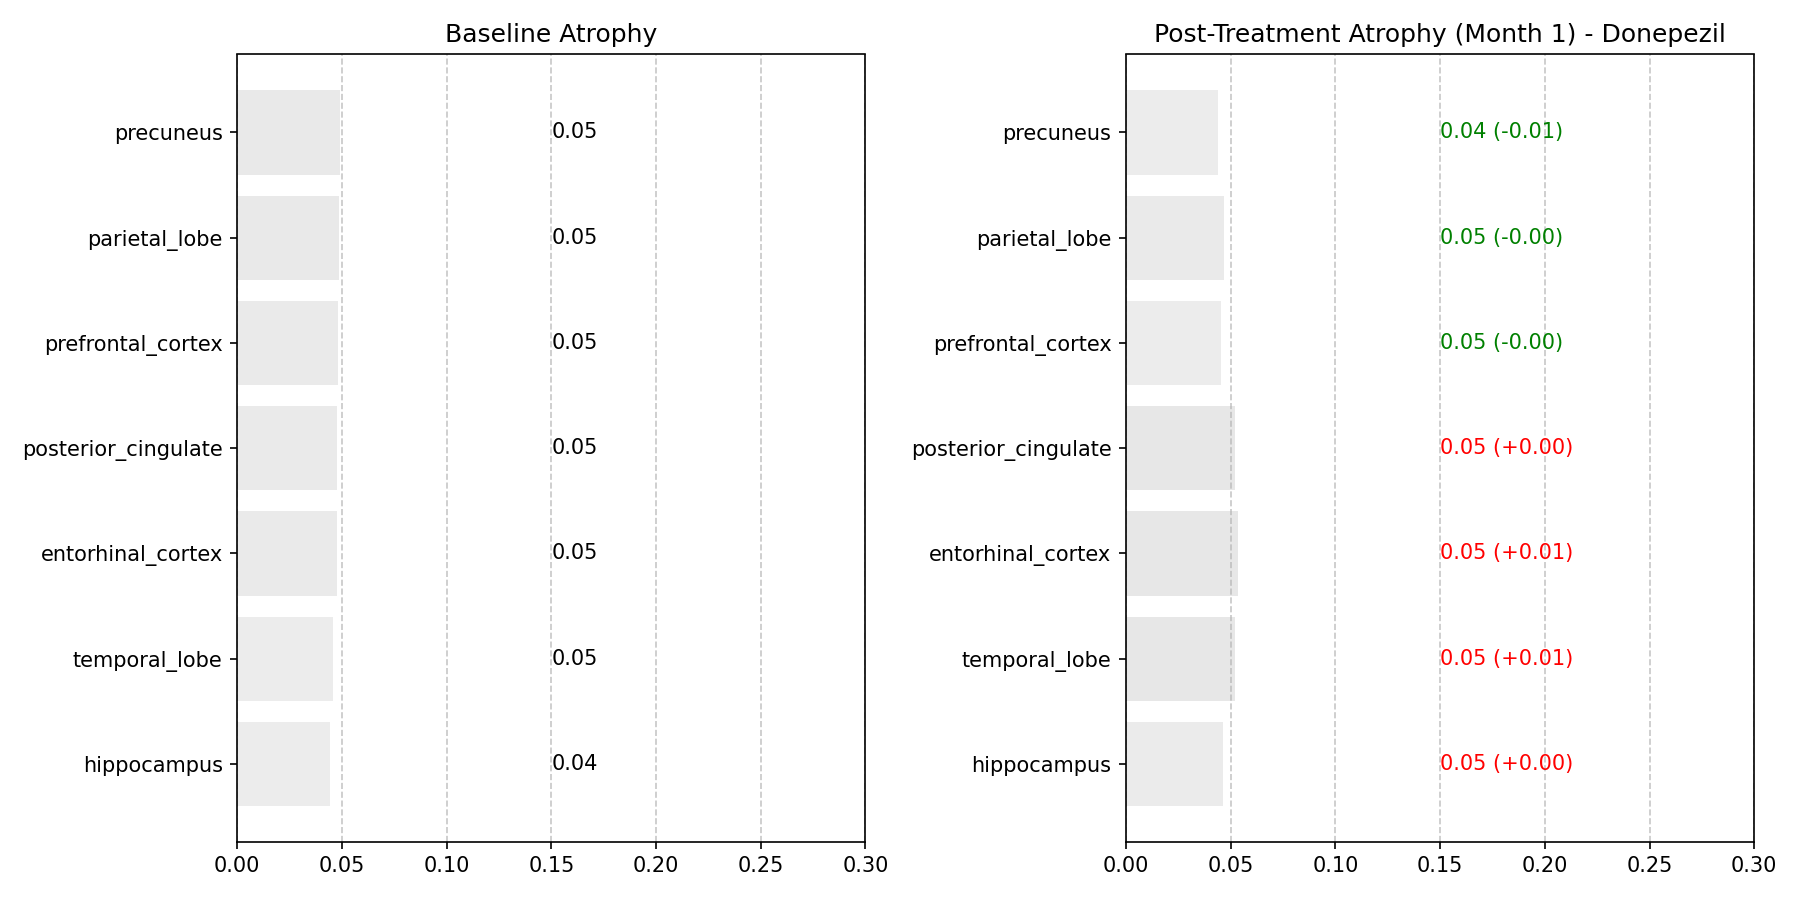 Baseline Atrophy
precuneus
0.05
parietal_lobe
0.05
prefrontal_cortex
0.05
posterior_cingulate
0.05
entorhinal_cortex
0.05
temporal_lobe
0.05
hippocampus
0.04
0.00 0.05 0.10 0.15 0.20 0.25 0.30
Post-Treatment Atrophy (Month 1) - Donepezil
precuneus
0.04 (-0.01)
parietal_lobe
0.05 (-0.00)
prefrontal_cortex
0.05 (-0.00)
posterior_cingulate
0.05 (+0.00)
entorhinal_cortex
0.05 (+0.01)
temporal_lobe
0.05 (+0.01)
hippocampus
0.05 (+0.00)
0.00 0.05 0.10 0.15 0.20 0.25 0.30